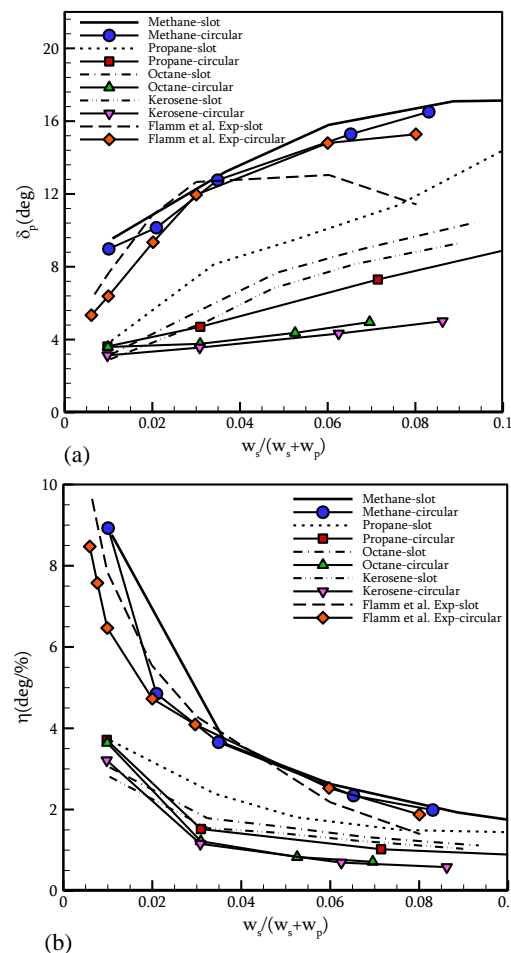 22
18
14
10
δp(deg)
Methane-slot
Methane-circular
Propane-slot
Propane-circular
Octane-slot
Octane-circular
Kerosene-slot
Kerosene-circular
Flamm et al. Exp-slot
Flamm et al. Exp-circular
20
16
12
8
4
0
0 0.02 0.04 0.06 0.08 0.1
ws/(ws+wp)
(a)
10
8
6
4
2
0
η(deg/%)
Methane-slot
Methane-circular
Propane-slot
Propane-circular
Octane-slot
Octane-circular
Kerosene-slot
Kerosene-circular
Flamm et al. Exp-slot
Flamm et al. Exp-circular
0. 0.02 0.04 0.06 0.08 0.
ws/(ws+wp)
(b)